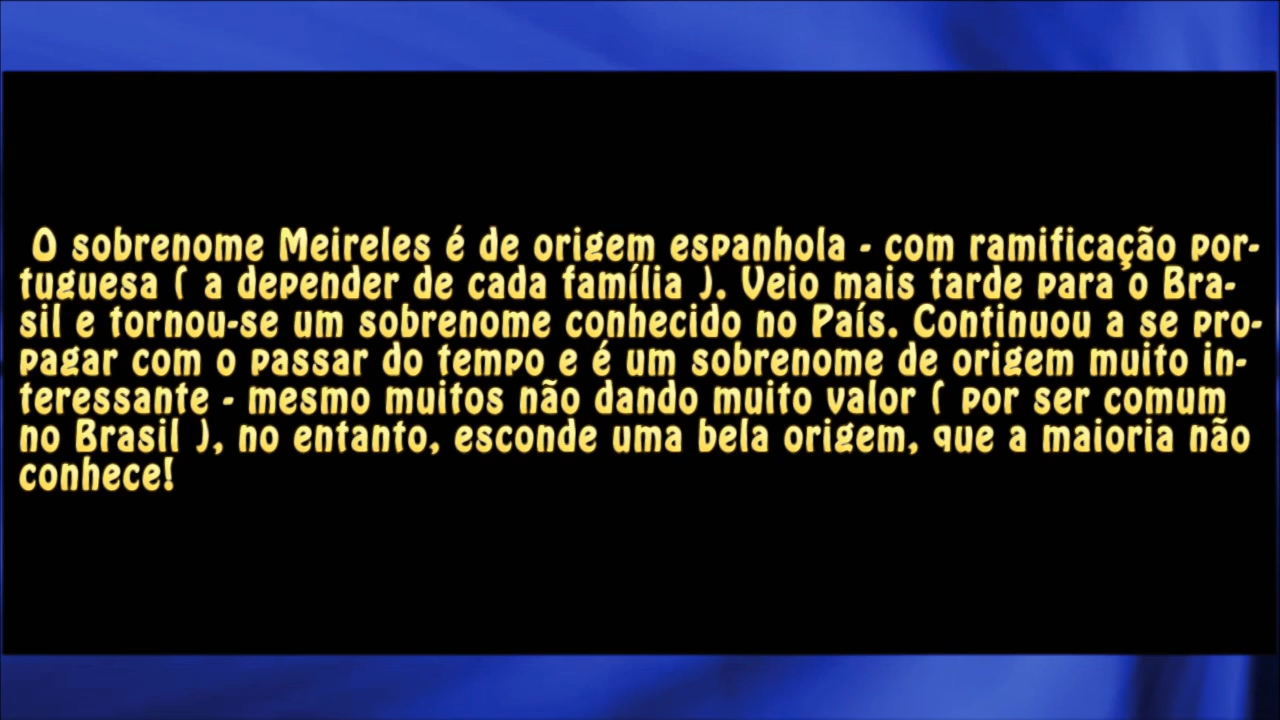 O sobrenome Meireles é de origem espanhola - com ramificação por-
tuguesa ( a depender de cada família ). Veio mais tarde para o Bra-
sil e tornou-se um sobrenome conhecido no País. Continuou a se pro-
pagar com o passar do tempo e é um sobrenome de origem muito in-
teressante - mesmo muitos não dando muito valor ( por ser comum
no Brasil ), no entanto, esconde uma bela origem, que a maioria não
conhece!